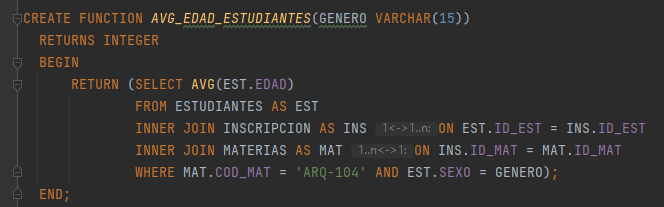 CREATE FUNCTION AVG_EDAD_ESTUDIANTES(GENERO VARCHAR(15))
RETURNS INTEGER
BEGIN
RETURN (SELECT AVG(EST.EDAD)
FROM ESTUDIANTES AS EST
INNER JOIN INSCRIPCION AS INS 1<->1..n: ON EST.ID_EST = INS.ID_EST
INNER JOIN MATERIAS AS MAT 1..n<->1: ON INS.ID_MAT = MAT.ID_MAT
WHERE MAT.COD_MAT = 'ARQ-104' AND EST.SEXO = GENERO);
END;